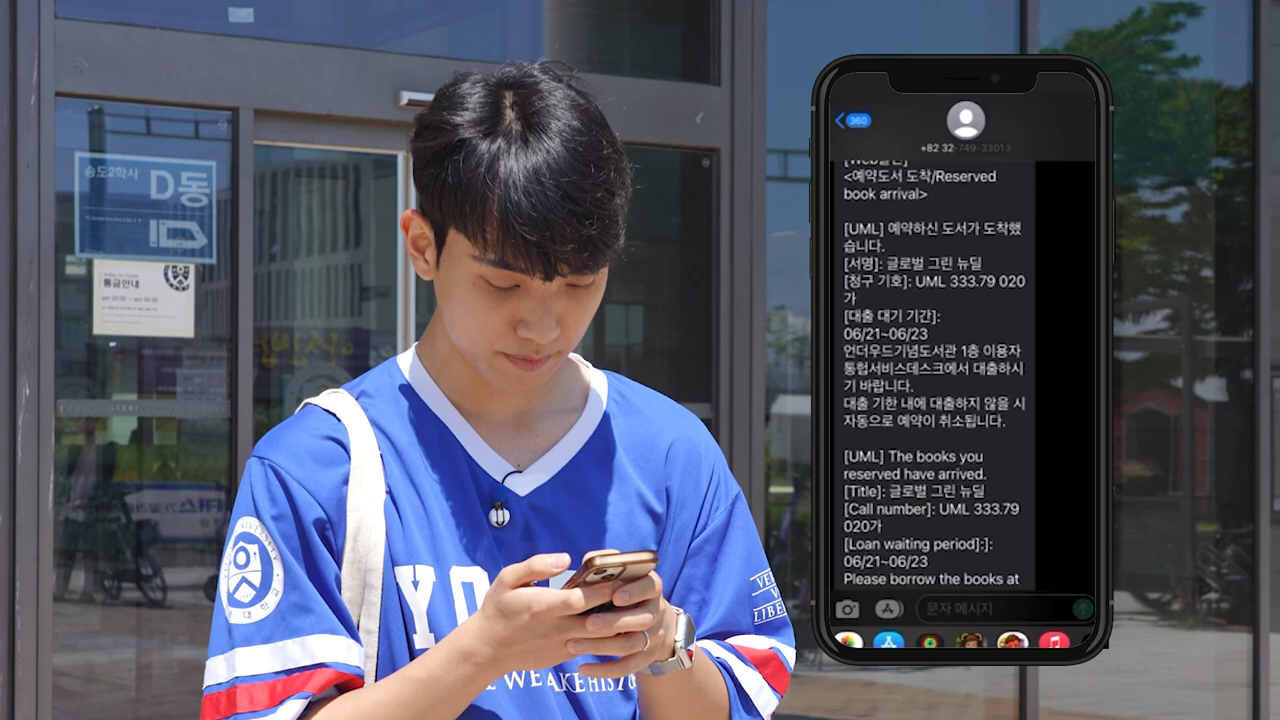 송도2학사
D동
통금안내
UNIVERSITY
YO
VE
LIBE
WE MAKE HISTO
360
+82 32-749-3301
<예약도서 도착/Reserved
book arrival>
[UML] 예약하신 도서가 도착했
습니다.
[서명]: 글로벌 그린 뉴딜
[청구 기호]: UML 333.79 020
가
[대출 대기 기간]:
06/21~06/23
언더우드기념도서관 1층 이용자
통합서비스데스크에서 대출하시
기 바랍니다.
대출 기한 내에 대출하지 않을 시
자동으로 예약이 취소됩니다.
[UML] The books you
reserved have arrived.
[Title]: 글로벌 그린 뉴딜
[Call number]: UML 333.79
020가
[Loan waiting period]:]:
06/21~06/23
Please borrow the books at
문자 메시지